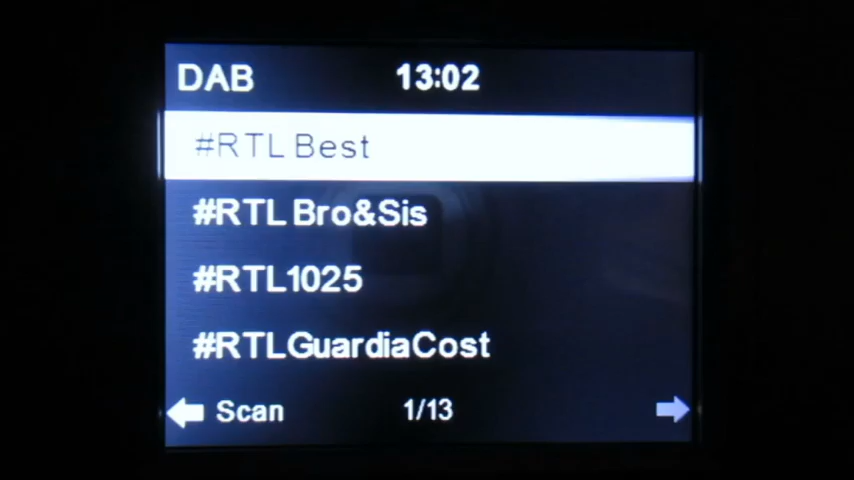 DAB 13:02
#RTL Best
#RTL Bro&Sis
#RTL1025
#RTLGuardiaCost
Scan 1/13